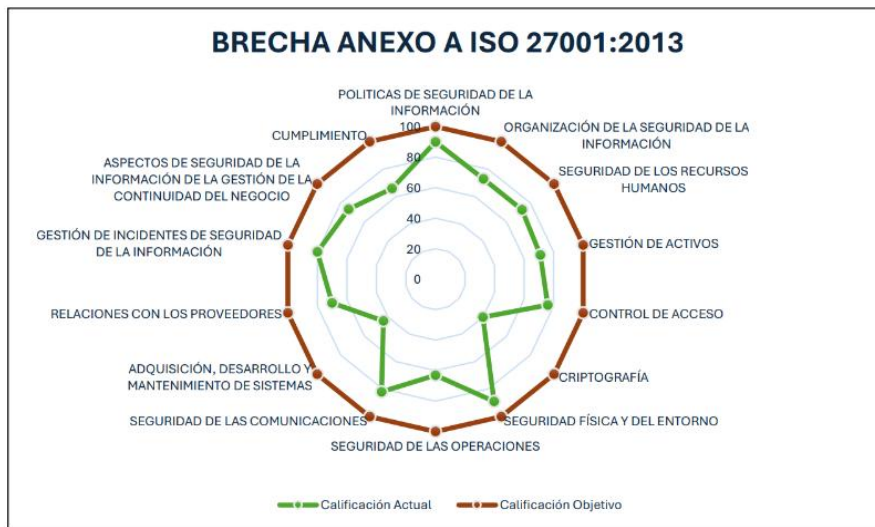 BRECHA ANEXO A ISO 27001:2013
POLITICAS DE SEGURIDAD DE LA
INFORMACIÓN
ORGANIZACIÓN DE LA SEGURIDAD DE LA
INFORMACIÓN
SEGURIDAD DE LOS RECURSOS
HUMANOS
GESTIÓN DE ACTIVOS
CONTROL DE ACCESO
CRIPTOGRAFÍA
SEGURIDAD FÍSICA Y DEL ENTORNO
SEGURIDAD DE LAS OPERACIONES
SEGURIDAD DE LAS COMUNICACIONES
ADQUISICIÓN, DESARROLLO Y
MANTENIMIENTO DE SISTEMAS
RELACIONES CON LOS PROVEEDORES
GESTIÓN DE INCIDENTES DE SEGURIDAD
DE LA INFORMACIÓN
ASPECTOS DE SEGURIDAD DE LA
INFORMACIÓN DE LA GESTIÓN DE LA
CONTINUIDAD DEL NEGOCIO
CUMPLIMIENTO
100
80
60
40
20
0
Calificación Actual
Calificación Objetivo